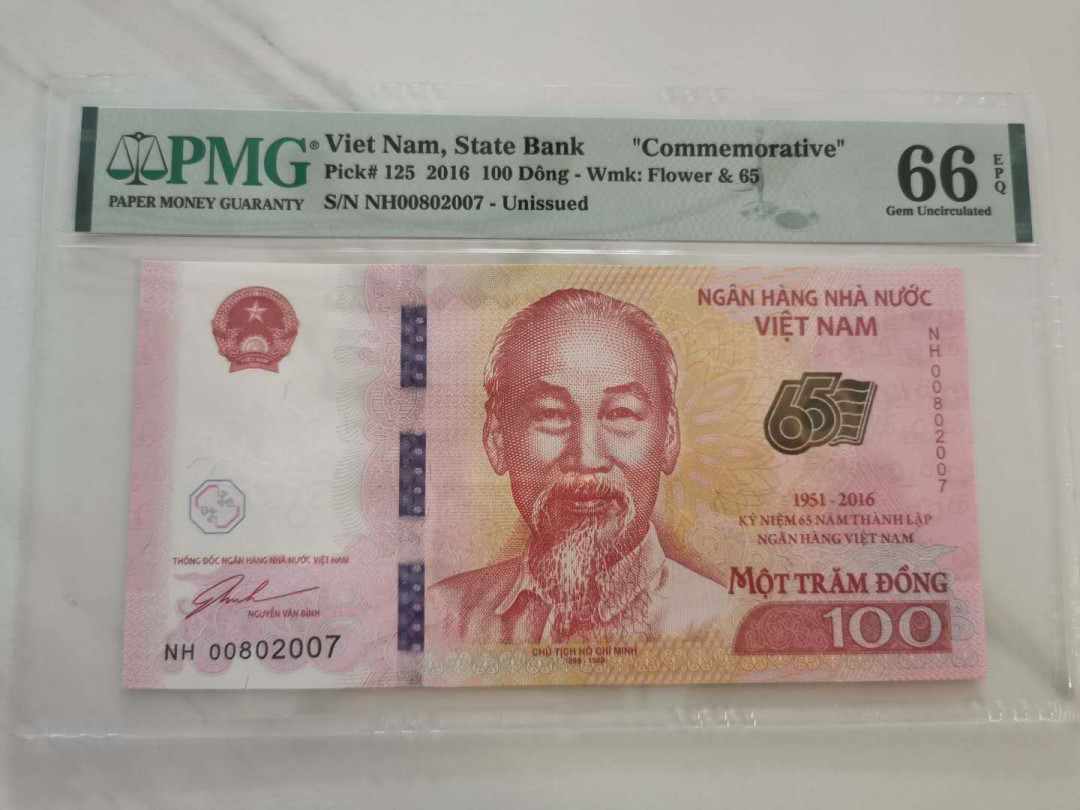 PMG®
PAPER MONEY GUARANTY
Viet Nam, State Bank "Commemorative"
Pick# 125 2016 100 Dông - Wmk: Flower & 65
S/N NH00802007 - Unissued
66
EPQ
Gem Uncirculated
NGÂN HÀNG NHÀ NƯỚC
VIỆT NAM
NH00802007
VIỆT NAM
65
1951 - 2016
KỶ NIỆM 65 NĂM THÀNH LẬP
NGÂN HÀNG VIỆT NAM
THỐNG ĐỐC NGÂN HÀNG NHÀ NƯỚC VIỆT NAM
NGUYỄN VĂN BÌNH
NH 00802007
MỘT TRĂM ĐỒNG
100
CHỦ TỊCH HỒ CHÍ MINH